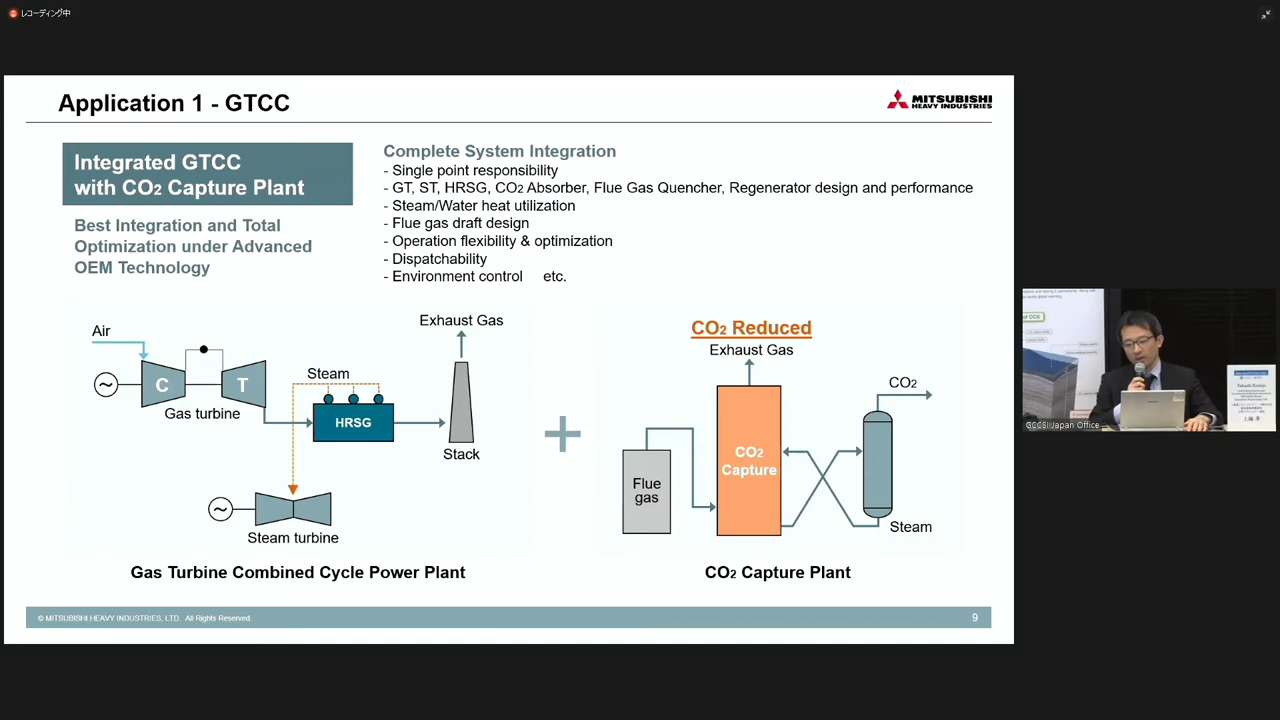 レコーディング中
Application 1 - GTCC
MITSUBISHI
HEAVY INDUSTRIES
Integrated GTCC
with CO₂ Capture Plant
Best Integration and Total
Optimization under Advanced
OEM Technology
Complete System Integration
- Single point responsibility
- GT, ST, HRSG, CO₂ Absorber, Flue Gas Quencher, Regenerator design and performance
- Steam/Water heat utilization
- Flue gas draft design
- Operation flexibility & optimization
- Dispatchability
- Environment control etc.
Air
C
T
Gas turbine
Steam
HRSG
Exhaust Gas
Stack
Steam turbine
Gas Turbine Combined Cycle Power Plant
CO₂ Reduced
Exhaust Gas
Flue
gas
CO₂
Capture
CO₂
Steam
CO₂ Capture Plant
© MITSUBISHI HEAVY INDUSTRIES, LTD. All Rights Reserved.
9
of CCS
GCCSI Japan Office